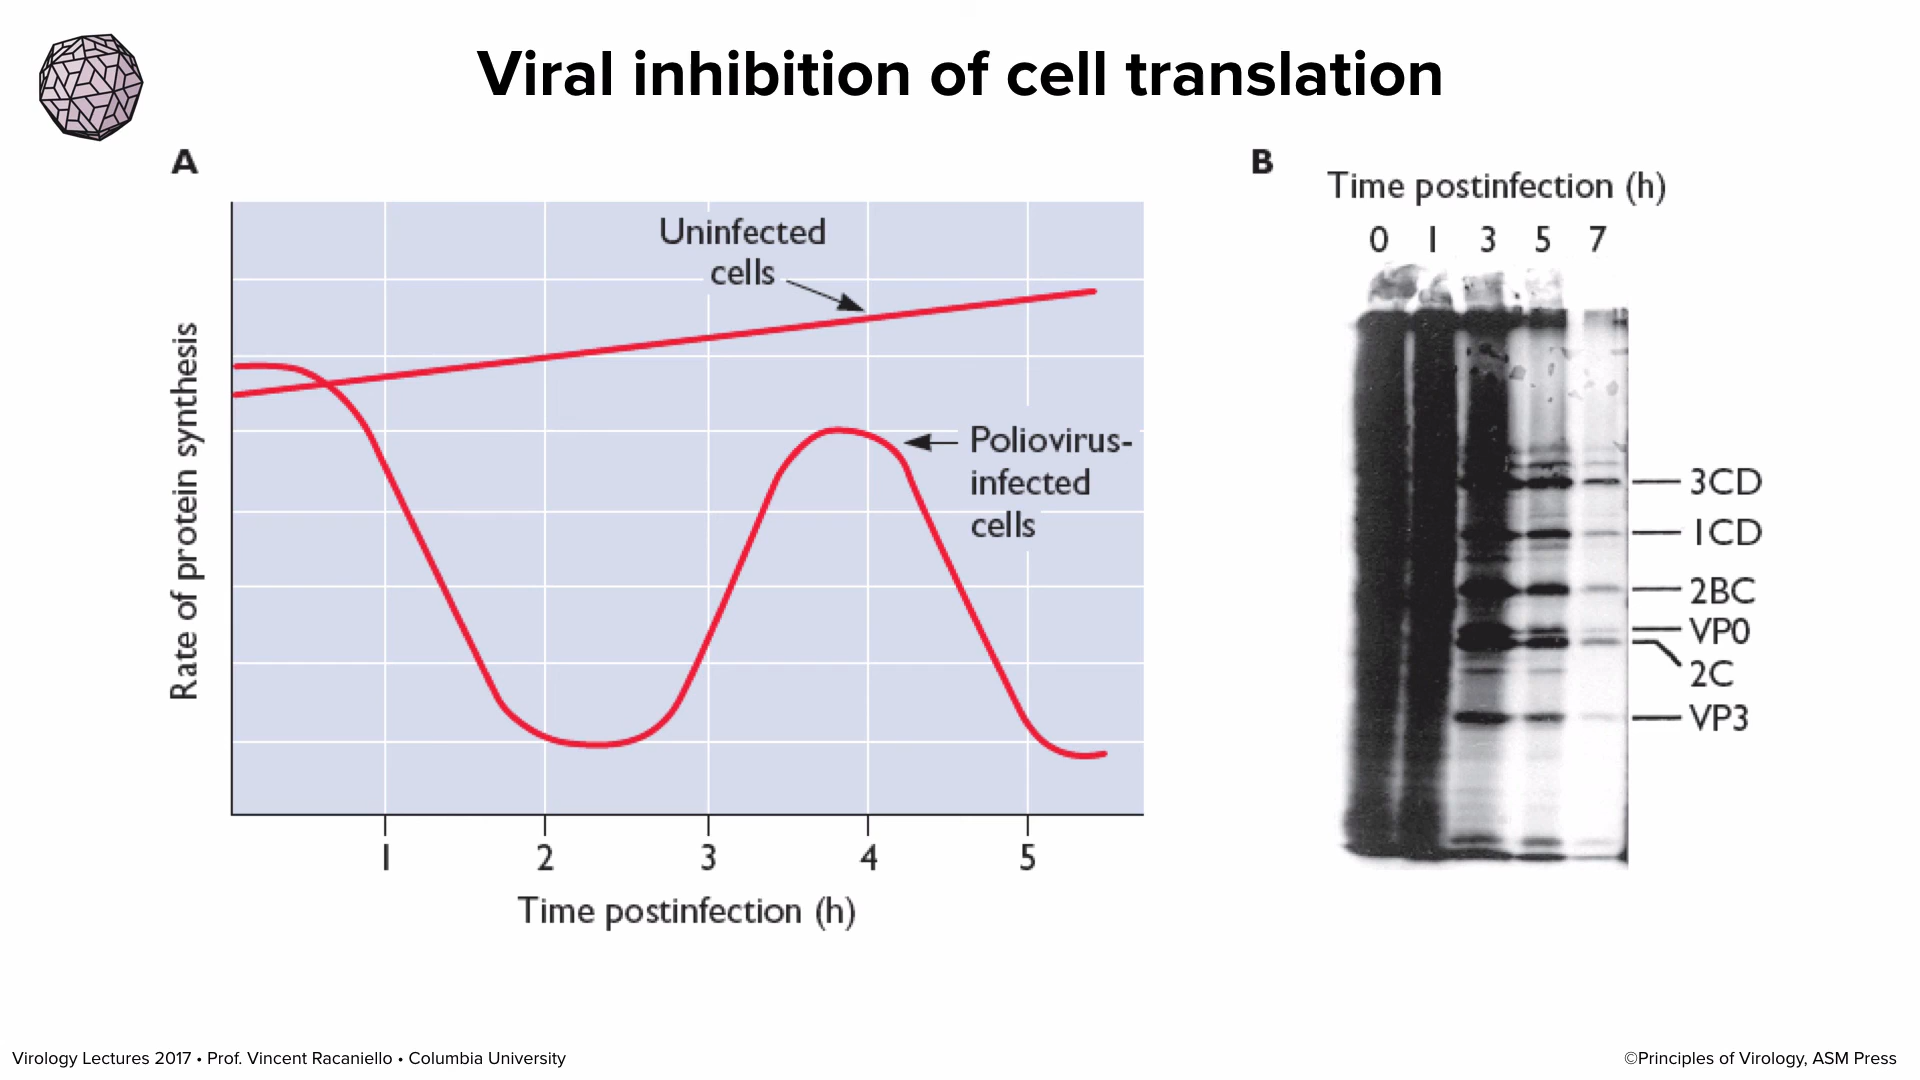 Viral inhibition of cell translation
A
Rate of protein synthesis
Uninfected
cells
Poliovirus-
infected
cells
1
2
3
4
5
Time postinfection (h)
B
Time postinfection (h)
0 1 3 5 7
3CD
1CD
2BC
VP0
2C
VP3
Virology Lectures 2017 • Prof. Vincent Racaniello • Columbia University
©Principles of Virology, ASM Press